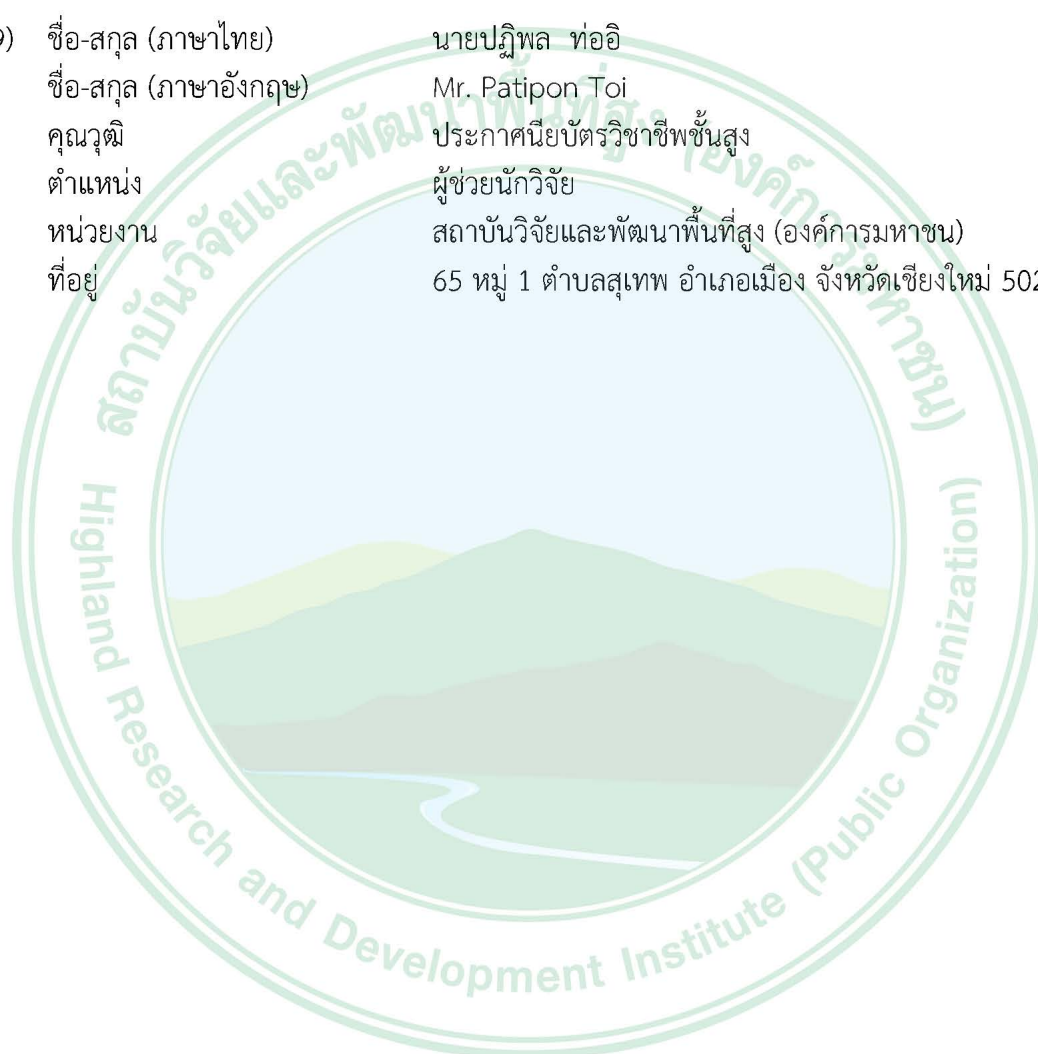 9) ชื่อ-สกุล (ภาษาไทย) นายปฏิพล ท่ออิ
ชื่อ-สกุล (ภาษาอังกฤษ) Mr. Patipon Toi
คุณวุฒิ ประกาศนียบัตรวิชาชีพชั้นสูง
ตำแหน่ง ผู้ช่วยนักวิจัย
หน่วยงาน สถาบันวิจัยและพัฒนาพื้นที่สูง (องค์การมหาชน)
ที่อยู่ 65 หมู่ 1 ตำบลสุเทพ อำเภอเมือง จังหวัดเชียงใหม่ 502
สถาบันวิจัยและพัฒนาพื้นที่สูง (องค์การมหาชน)
Highland Research and Development Institute (Public Organization)